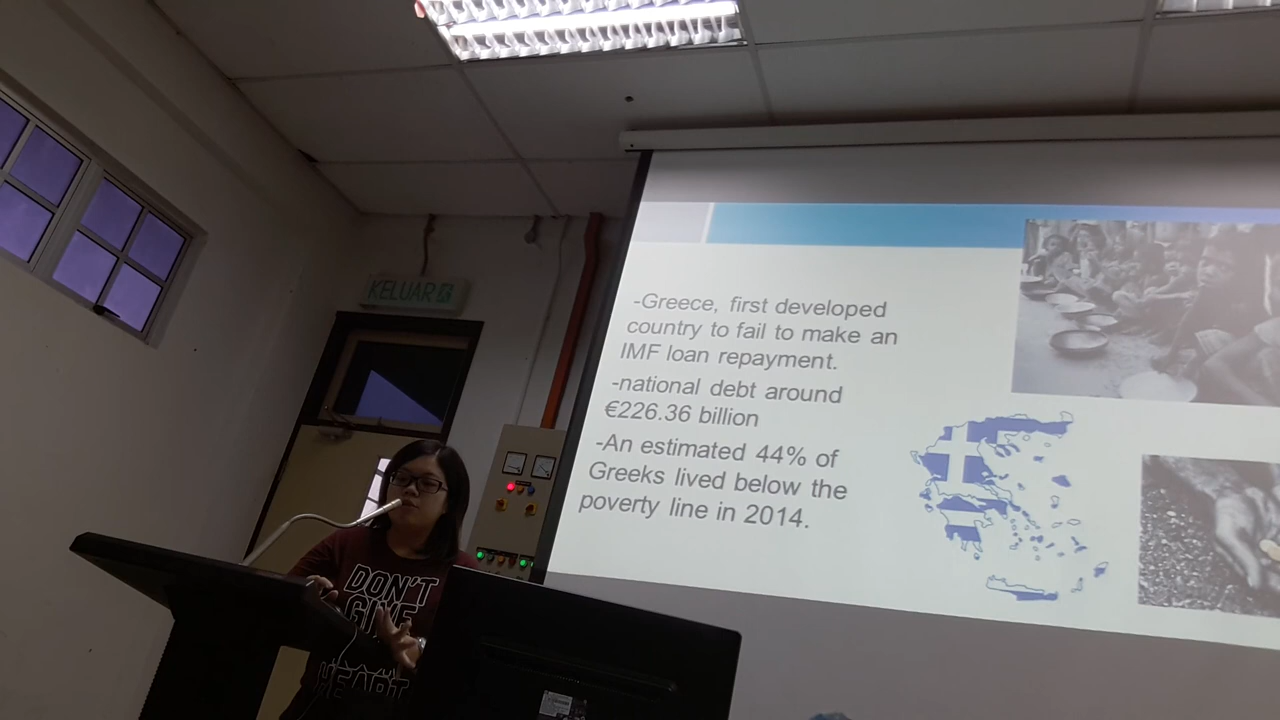 KELUAR
-Greece, first developed
country to fail to make an
IMF loan repayment.
-national debt around
€226.36 billion
-An estimated 44% of
Greeks lived below the
poverty line in 2014.
DON'T
GIVE
HEART